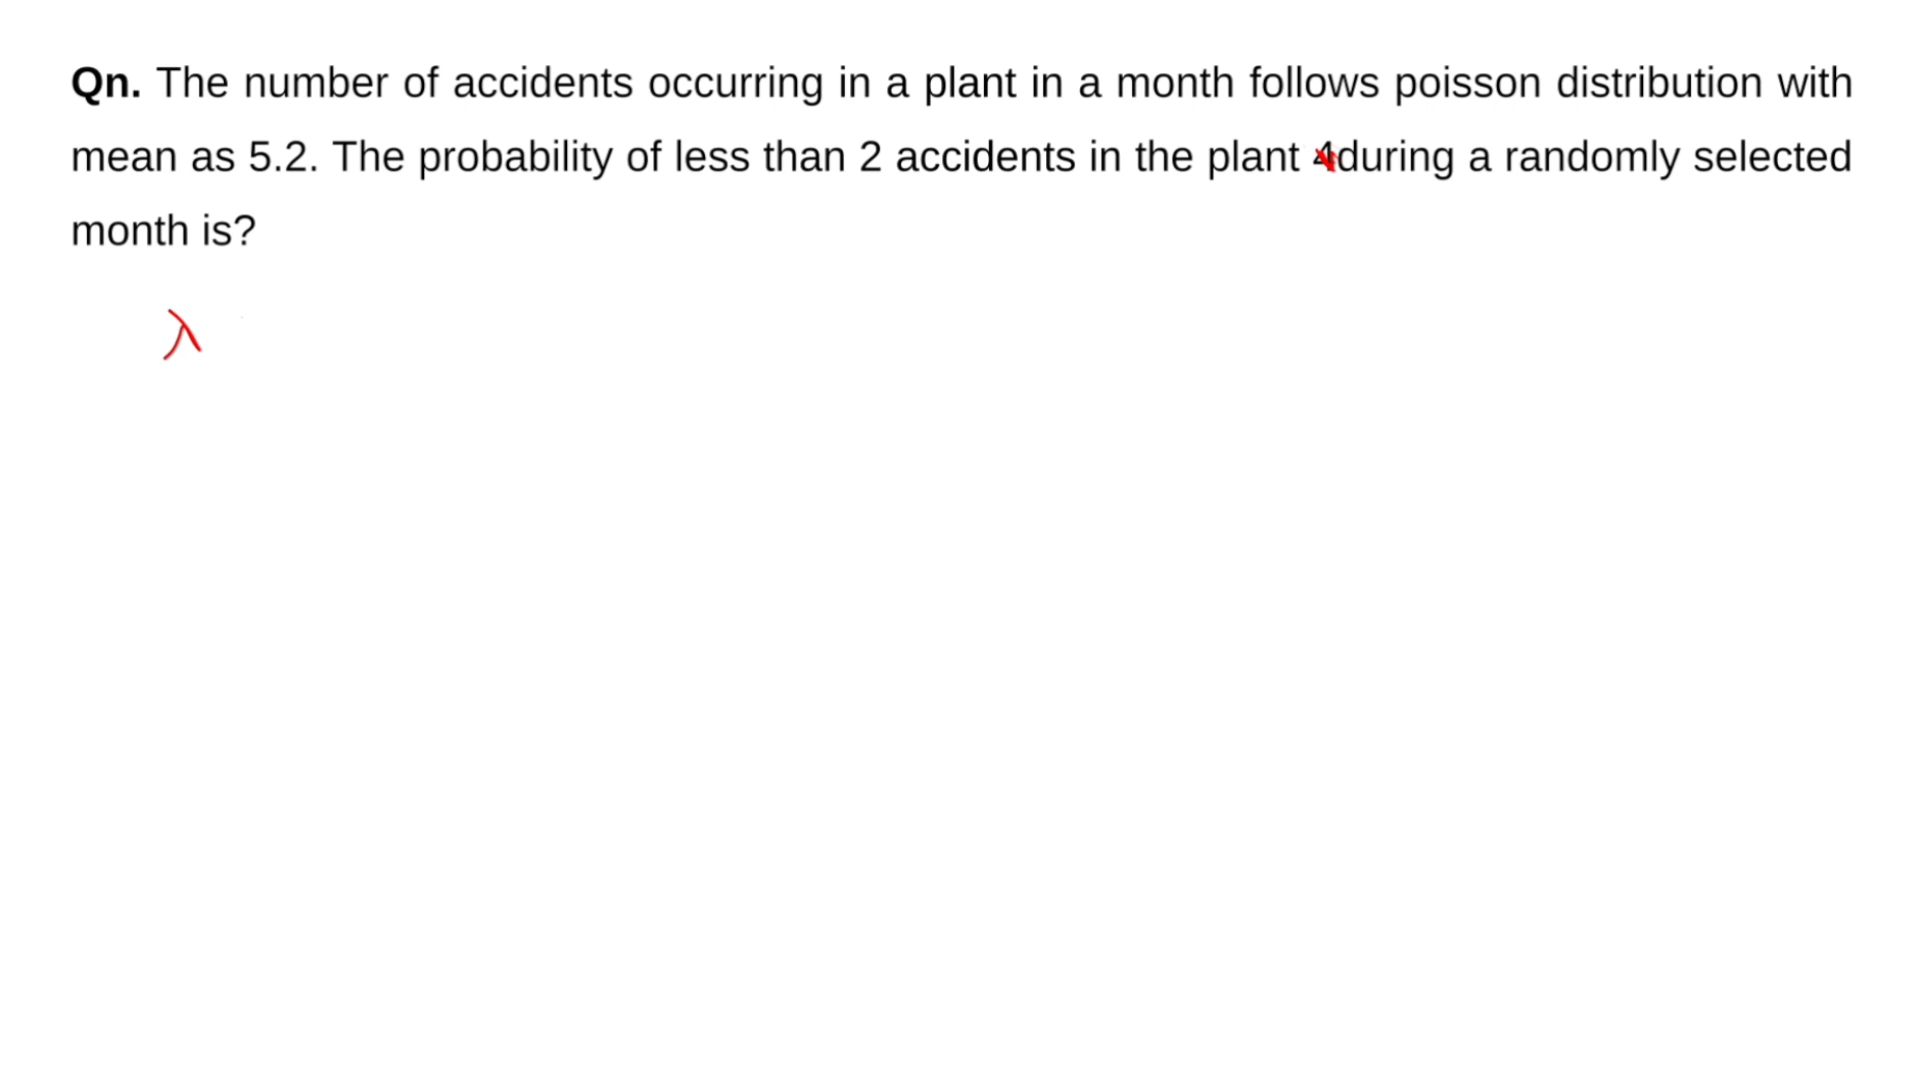 Qn. The number of accidents occurring in a plant in a month follows poisson distribution with
mean as 5.2. The probability of less than 2 accidents in the plant 4during a randomly selected
month is?
λ